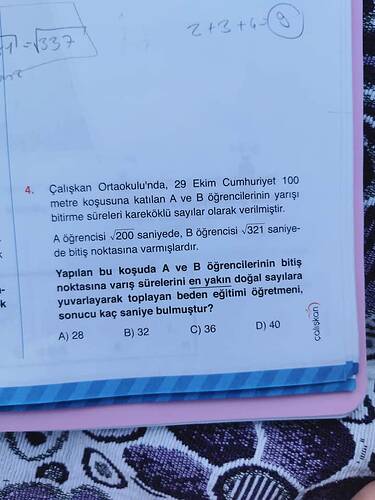 2+3+4=9
=√337
4. Çalışkan Ortaokulu'nda, 29 Ekim Cumhuriyet 100
metre koşusuna katılan A ve B öğrencilerinin yarışı
bitirme süreleri kareköklü sayılar olarak verilmiştir.
A öğrencisi √200 saniyede, B öğrencisi √321 saniye-
de bitiş noktasına varmışlardır.
Yapılan bu koşuda A ve B öğrencilerinin bitiş
noktasına varış sürelerini en yakın doğal sayılara
yuvarlayarak toplayan beden eğitimi öğretmeni,
sonucu kaç saniye bulmuştur?
A) 28 B) 32 C) 36 D) 40
çalışkan